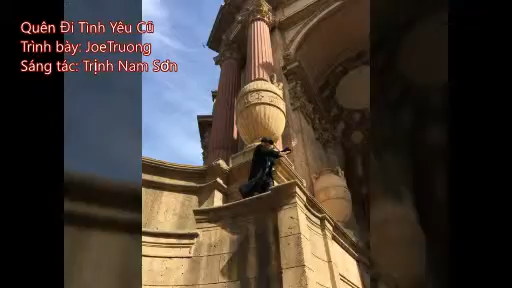 Quên Đi Tình Yêu Cũ
Trình bày: JoeTruong
Sáng tác: Trịnh Nam Sơn